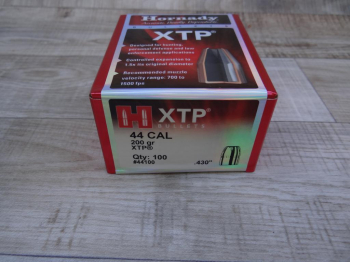 Hornady
XTP
Designed for hunting,
personal defense and law
enforcement applications
Controlled expansion to
1.5x its original diameter
Recommended muzzle
velocity range: 700 to
1600 fps
H XTP
BULLETS
44 CAL
200 gr
XTP®
Qty: 100
#44100
.430"